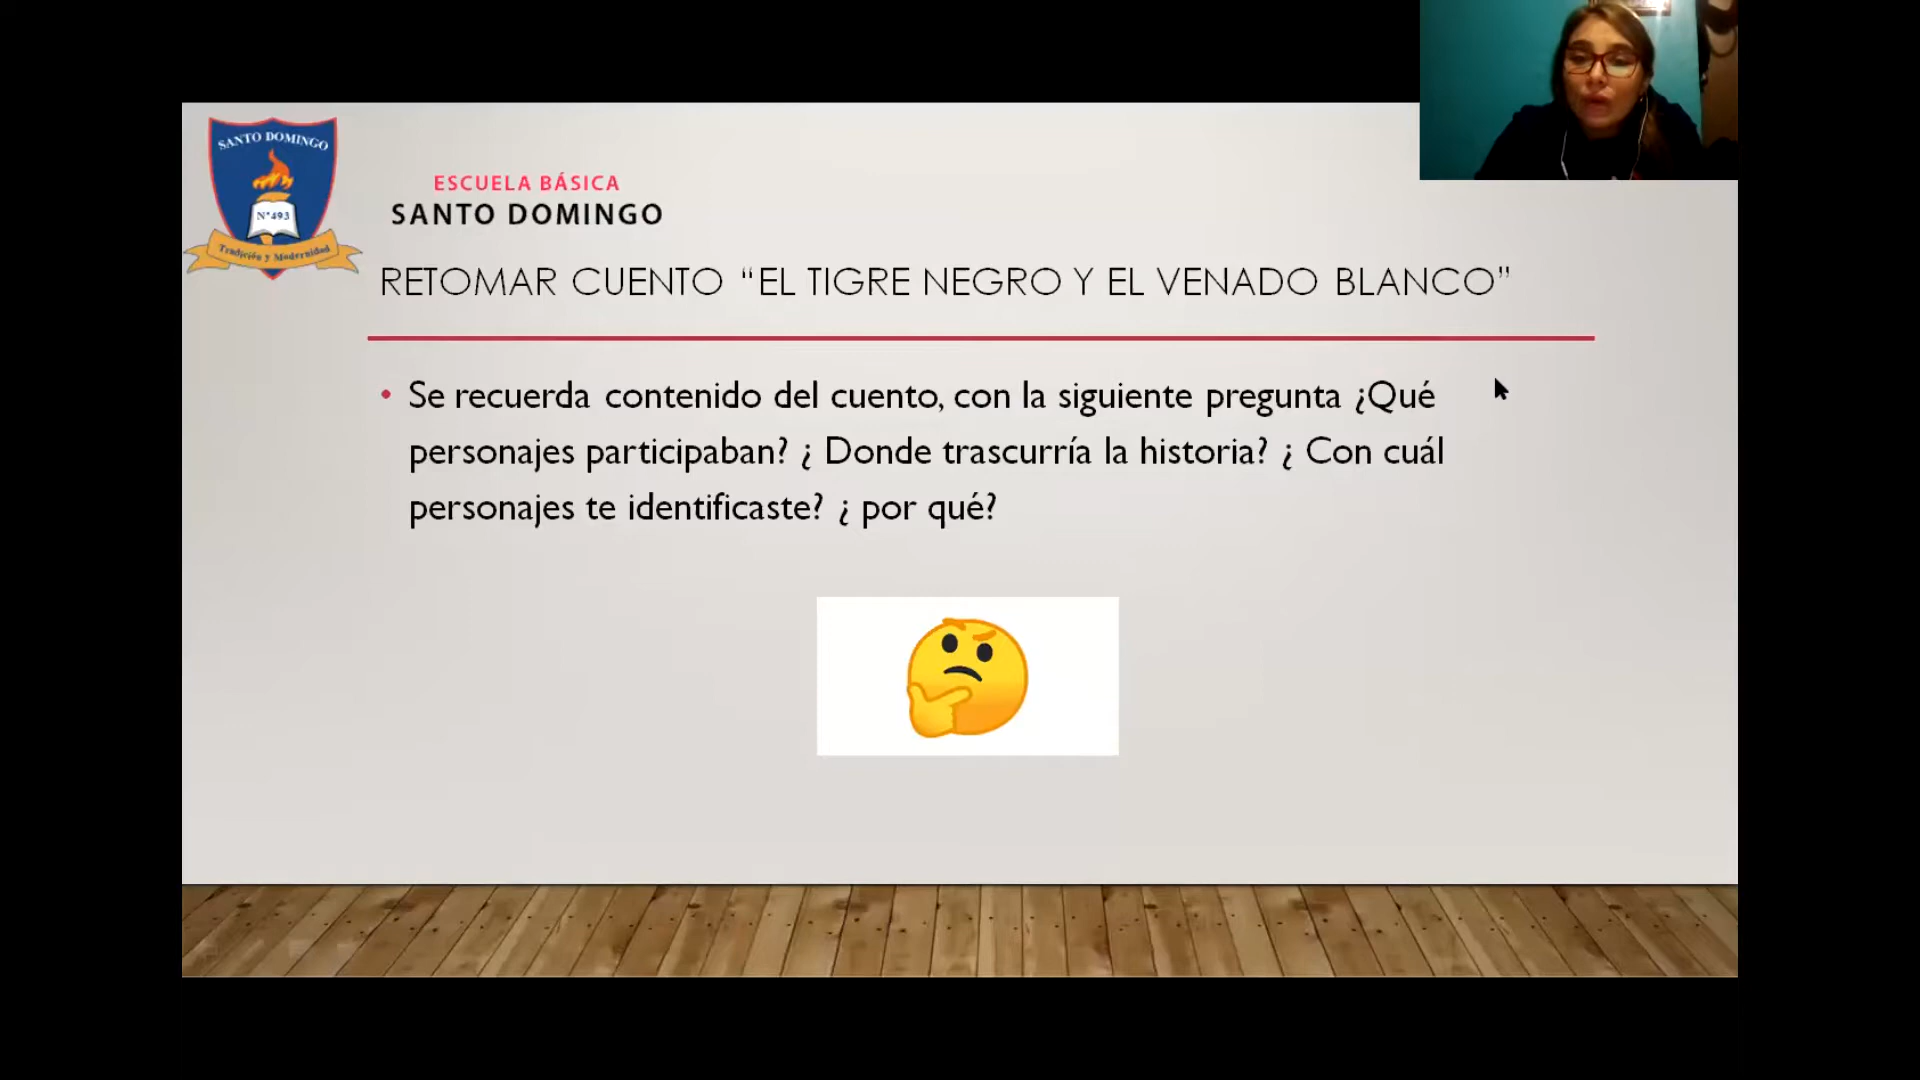 SANTO DOMINGO
N°493
Tradición y Modernidad
ESCUELA BÁSICA
SANTO DOMINGO
RETOMAR CUENTO “EL TIGRE NEGRO Y EL VENADO BLANCO”
• Se recuerda contenido del cuento, con la siguiente pregunta ¿Qué
personajes participaban? ¿ Donde trascurría la historia? ¿ Con cuál
personajes te identificaste? ¿ por qué?